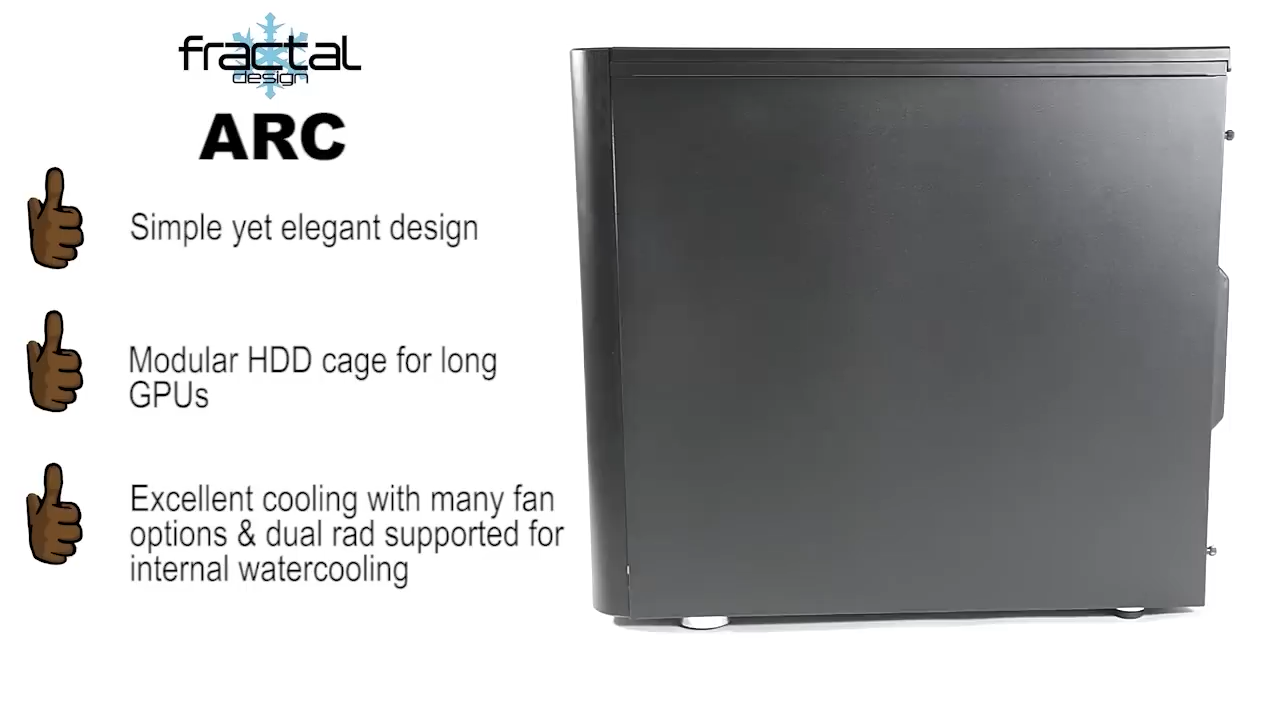 fractal
design
ARC
Simple yet elegant design
Modular HDD cage for long
GPUs
Excellent cooling with many fan
options & dual rad supported for
internal watercooling